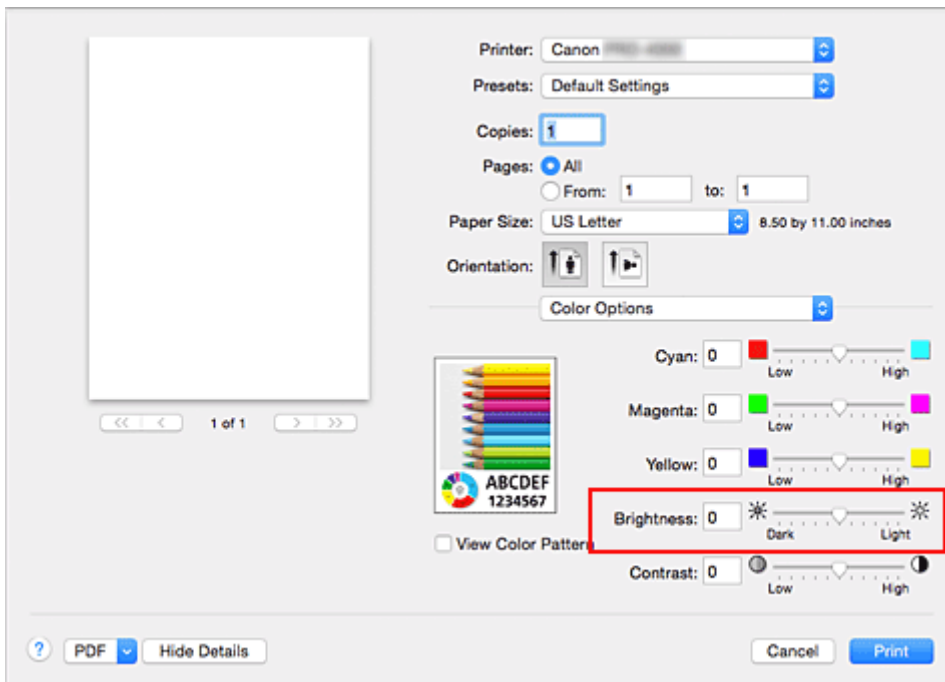 Printer: Canon
Presets: Default Settings
Copies: 1
Pages: All
From: 1 to: 1
Paper Size: US Letter 8.50 by 11.00 inches
Orientation:
Color Options
1 of 1
ABCDEF
1234567
View Color Pattern
Cyan: 0
Low High
Magenta: 0
Low High
Yellow: 0
Low High
Brightness: 0
Dark Light
Contrast: 0
Low High
? PDF Hide Details Cancel Print